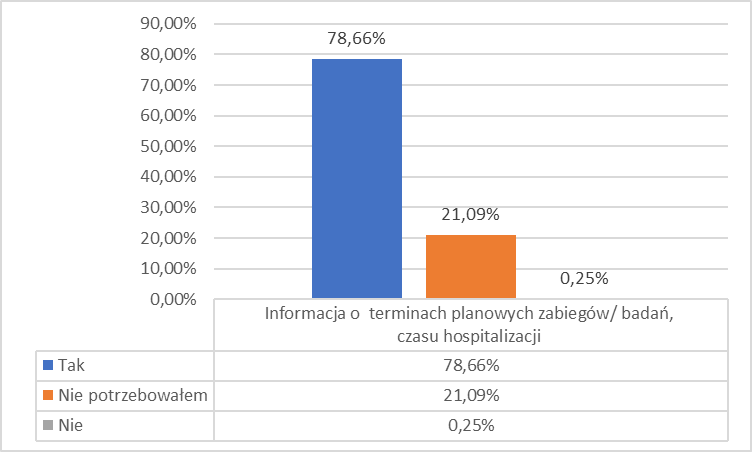 90,00%
80,00%
70,00%
60,00%
50,00%
40,00%
30,00%
20,00%
10,00%
0,00%
78,66%
21,09%
0,25%
Informacja o terminach planowych zabiegów/ badań,
czasu hospitalizacji
Tak 78,66%
Nie potrzebowałem 21,09%
Nie 0,25%